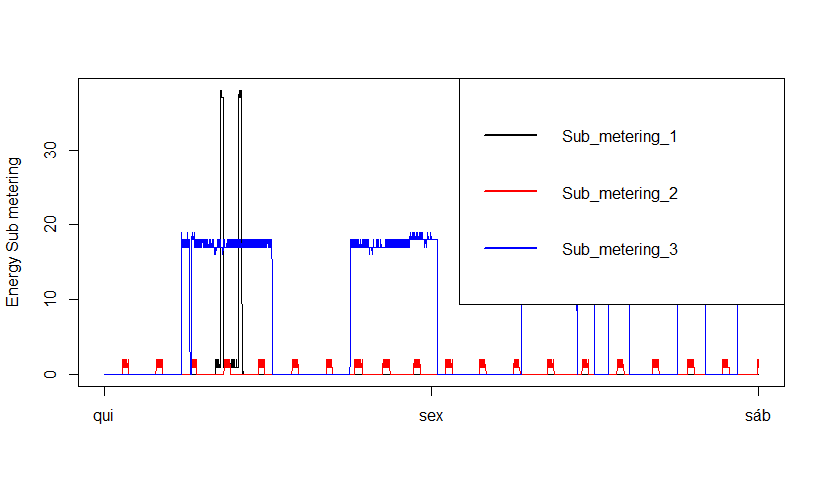 Energy Sub metering
30
20
10
0
Sub_metering_1
Sub_metering_2
Sub_metering_3
qui
sex
sáb